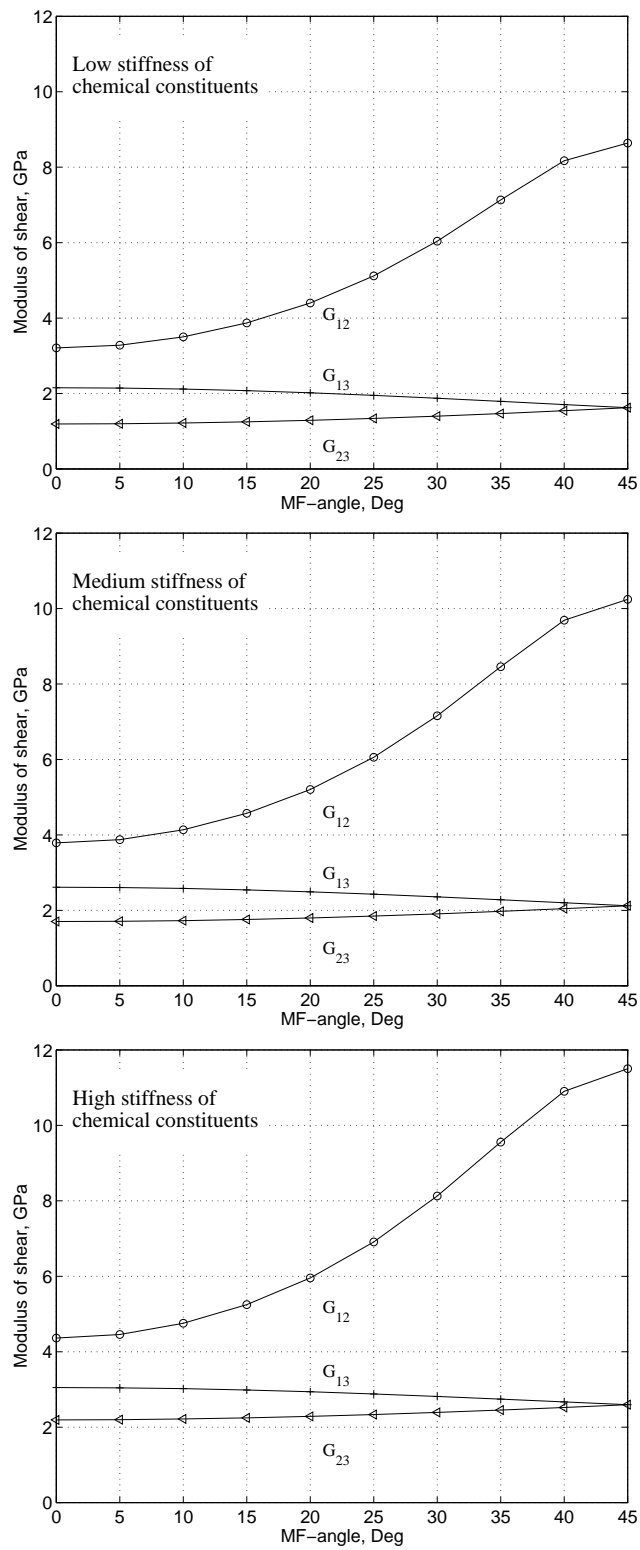 12
10
8
6
4
2
0
Modulus of shear, GPa
Low stiffness of
chemical constituents
G12
G13
G23
0 5 10 15 20 25 30 35 40 45
MF−angle, Deg
12
10
8
6
4
2
0
Modulus of shear, GPa
Medium stiffness of
chemical constituents
G12
G13
G23
0 5 10 15 20 25 30 35 40 45
MF−angle, Deg
12
10
8
6
4
2
0
Modulus of shear, GPa
High stiffness of
chemical constituents
G12
G13
G23
0 5 10 15 20 25 30 35 40 45
MF−angle, Deg